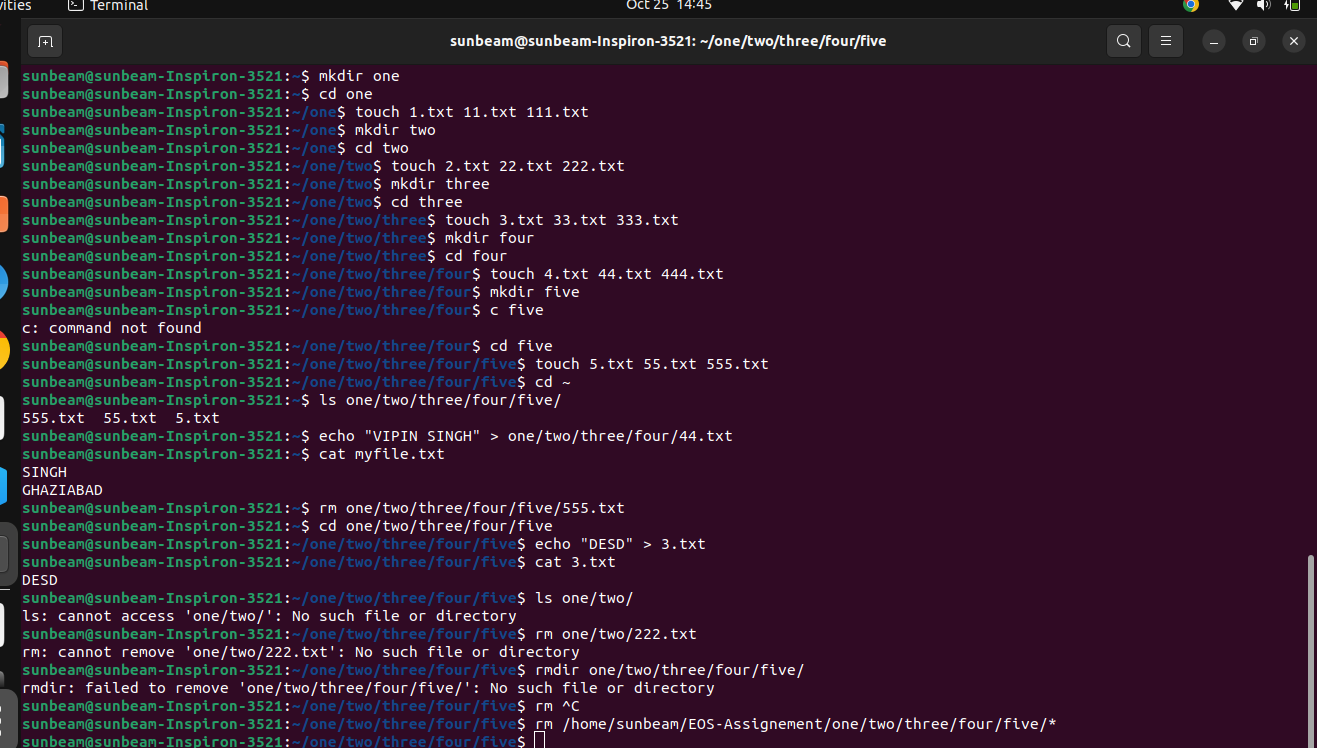 vities Terminal Oct 25 14:45
sunbeam@sunbeam-Inspiron-3521: ~/one/two/three/four/five
sunbeam@sunbeam-Inspiron-3521:~$ mkdir one
sunbeam@sunbeam-Inspiron-3521:~$ cd one
sunbeam@sunbeam-Inspiron-3521:~/one$ touch 1.txt 11.txt 111.txt
sunbeam@sunbeam-Inspiron-3521:~/one$ mkdir two
sunbeam@sunbeam-Inspiron-3521:~/one$ cd two
sunbeam@sunbeam-Inspiron-3521:~/one/two$ touch 2.txt 22.txt 222.txt
sunbeam@sunbeam-Inspiron-3521:~/one/two$ mkdir three
sunbeam@sunbeam-Inspiron-3521:~/one/two$ cd three
sunbeam@sunbeam-Inspiron-3521:~/one/two/three$ touch 3.txt 33.txt 333.txt
sunbeam@sunbeam-Inspiron-3521:~/one/two/three$ mkdir four
sunbeam@sunbeam-Inspiron-3521:~/one/two/three$ cd four
sunbeam@sunbeam-Inspiron-3521:~/one/two/three/four$ touch 4.txt 44.txt 444.txt
sunbeam@sunbeam-Inspiron-3521:~/one/two/three/four$ mkdir five
sunbeam@sunbeam-Inspiron-3521:~/one/two/three/four$ c five
c: command not found
sunbeam@sunbeam-Inspiron-3521:~/one/two/three/four$ cd five
sunbeam@sunbeam-Inspiron-3521:~/one/two/three/four/five$ touch 5.txt 55.txt 555.txt
sunbeam@sunbeam-Inspiron-3521:~/one/two/three/four/five$ cd ~
sunbeam@sunbeam-Inspiron-3521:~$ ls one/two/three/four/five/
555.txt  55.txt  5.txt
sunbeam@sunbeam-Inspiron-3521:~$ echo "VIPIN SINGH" > one/two/three/four/44.txt
sunbeam@sunbeam-Inspiron-3521:~$ cat myfile.txt
SINGH
GHAZIABAD
sunbeam@sunbeam-Inspiron-3521:~$ rm one/two/three/four/five/555.txt
sunbeam@sunbeam-Inspiron-3521:~$ cd one/two/three/four/five
sunbeam@sunbeam-Inspiron-3521:~/one/two/three/four/five$ echo "DESD" > 3.txt
sunbeam@sunbeam-Inspiron-3521:~/one/two/three/four/five$ cat 3.txt
DESD
sunbeam@sunbeam-Inspiron-3521:~/one/two/three/four/five$ ls one/two/
ls: cannot access 'one/two/': No such file or directory
sunbeam@sunbeam-Inspiron-3521:~/one/two/three/four/five$ rm one/two/222.txt
rm: cannot remove 'one/two/222.txt': No such file or directory
sunbeam@sunbeam-Inspiron-3521:~/one/two/three/four/five$ rmdir one/two/three/four/five/
rmdir: failed to remove 'one/two/three/four/five/': No such file or directory
sunbeam@sunbeam-Inspiron-3521:~/one/two/three/four/five$ rm ^C
sunbeam@sunbeam-Inspiron-3521:~/one/two/three/four/five$ rm /home/sunbeam/EOS-Assignement/one/two/three/four/five/*
sunbeam@sunbeam-Inspiron-3521:~/one/two/three/four/five$